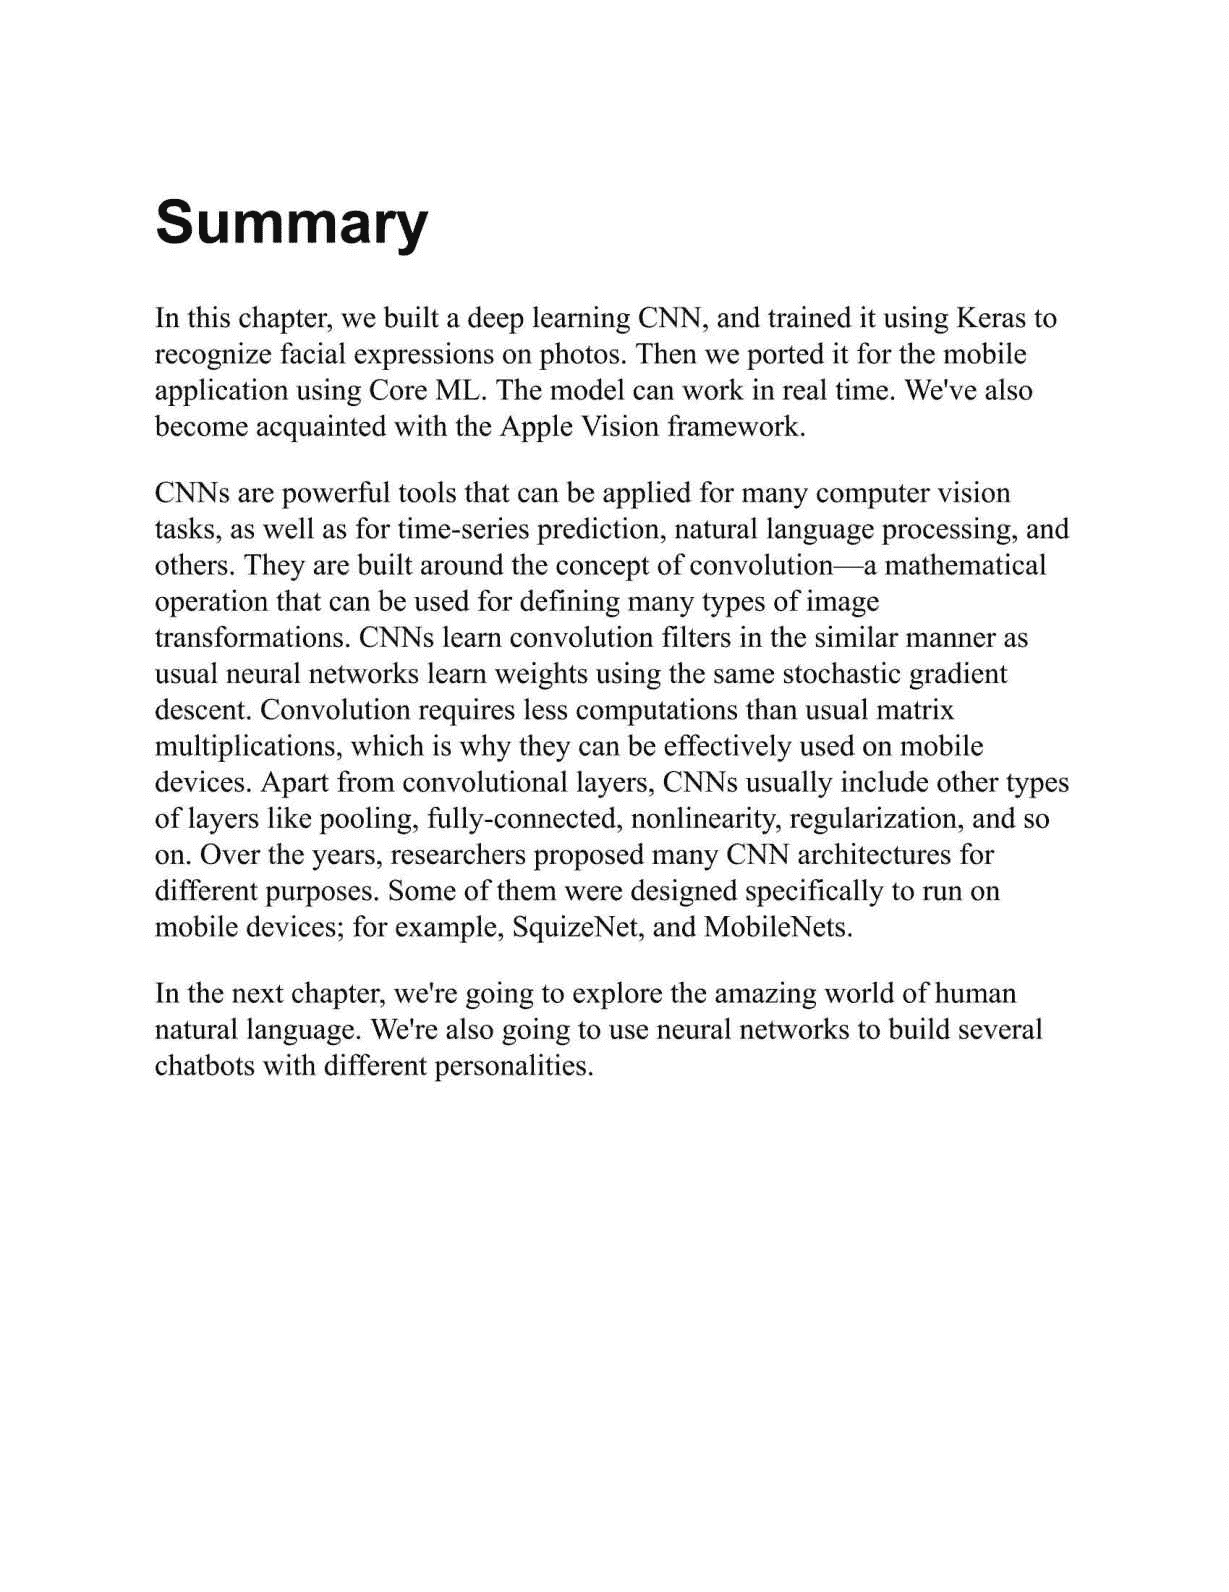 Summary
In this chapter, we built a deep learning CNN, and trained it using Keras to
recognize facial expressions on photos. Then we ported it for the mobile
application using Core ML. The model can work in real time. We've also
become acquainted with the Apple Vision framework.
CNNs are powerful tools that can be applied for many computer vision
tasks, as well as for time-series prediction, natural language processing, and
others. They are built around the concept of convolution—a mathematical
operation that can be used for defining many types of image
transformations. CNNs learn convolution filters in the similar manner as
usual neural networks learn weights using the same stochastic gradient
descent. Convolution requires less computations than usual matrix
multiplications, which is why they can be effectively used on mobile
devices. Apart from convolutional layers, CNNs usually include other types
of layers like pooling, fully-connected, nonlinearity, regularization, and so
on. Over the years, researchers proposed many CNN architectures for
different purposes. Some of them were designed specifically to run on
mobile devices; for example, SquizeNet, and MobileNets.
In the next chapter, we're going to explore the amazing world of human
natural language. We're also going to use neural networks to build several
chatbots with different personalities.